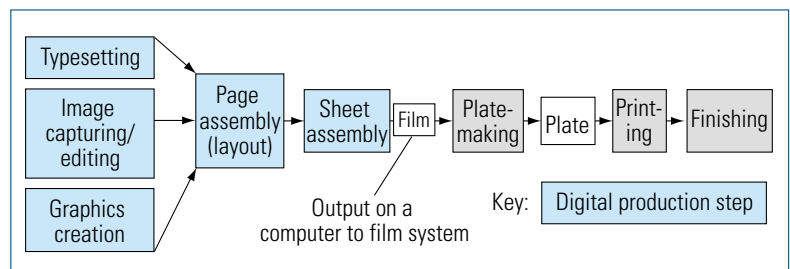 Typesetting
Image
capturing/
editing
Graphics
creation
Page
assembly
(layout)
Sheet
assembly
Film
Plate-
making
Plate
Print-
ing
Finishing
Output on a
computer to film system
Key:
Digital production step